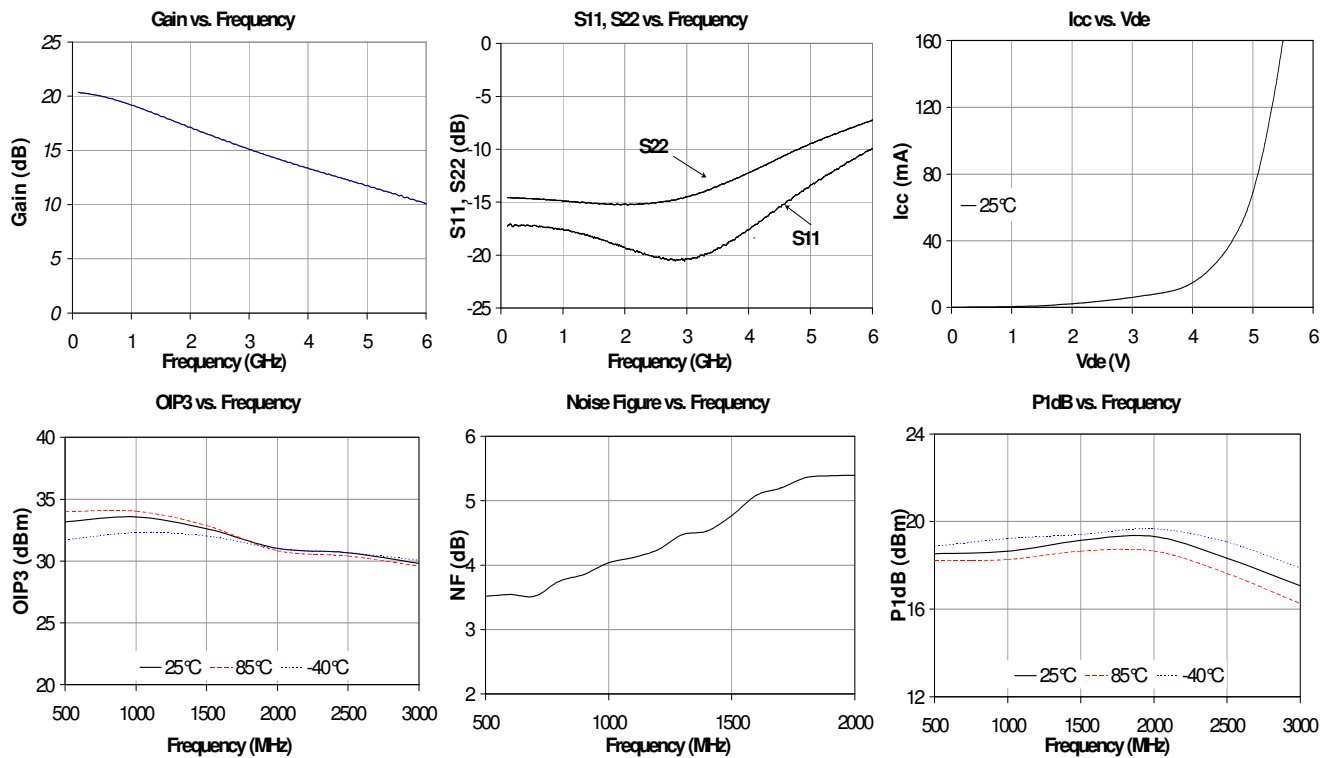 Gain vs. Frequency
25
20
15
10
5
0
0 1 2 3 4 5 6
Gain (dB)
Frequency (GHz)
S11, S22 vs. Frequency
0
-5
-10
-15
-20
-25
0 1 2 3 4 5 6
S11, S22 (dB)
S22
S11
Frequency (GHz)
Icc vs. Vde
160
120
80
40
0
0 1 2 3 4 5 6
Icc (mA)
25°C
Vde (V)
OIP3 vs. Frequency
40
35
30
25
20
OIP3 (dBm)
25°C 85°C -40°C
500 1000 1500 2000 2500 3000
Frequency (MHz)
Noise Figure vs. Frequency
6
5
4
3
2
NF (dB)
500 1000 1500 2000
Frequency (MHz)
P1dB vs. Frequency
24
20
16
12
P1dB (dBm)
25°C 85°C -40°C
500 1000 1500 2000 2500 3000
Frequency (MHz)